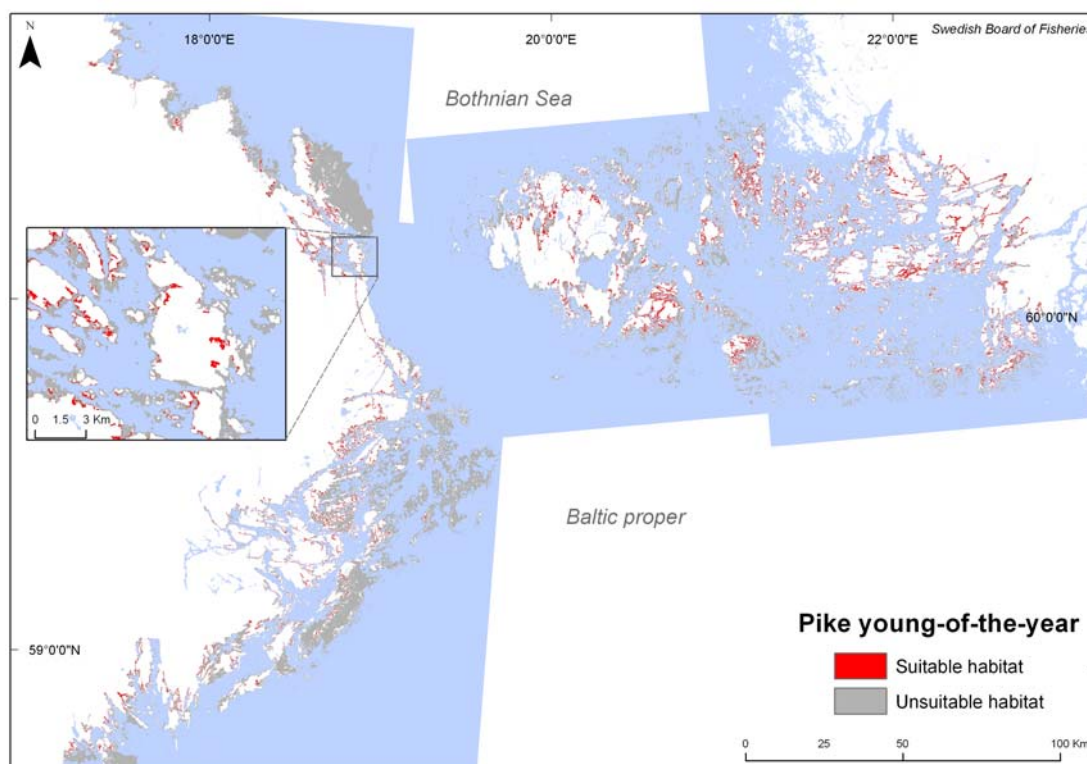 N
18°0'0"E
20°0'0"E
22°0'0"E
Swedish Board of Fisheries
Bothnian Sea
60°0'0"N
0 1.5 3 Km
Baltic proper
Pike young-of-the-year
Suitable habitat
Unsuitable habitat
59°0'0"N
0 25 50 100 Km